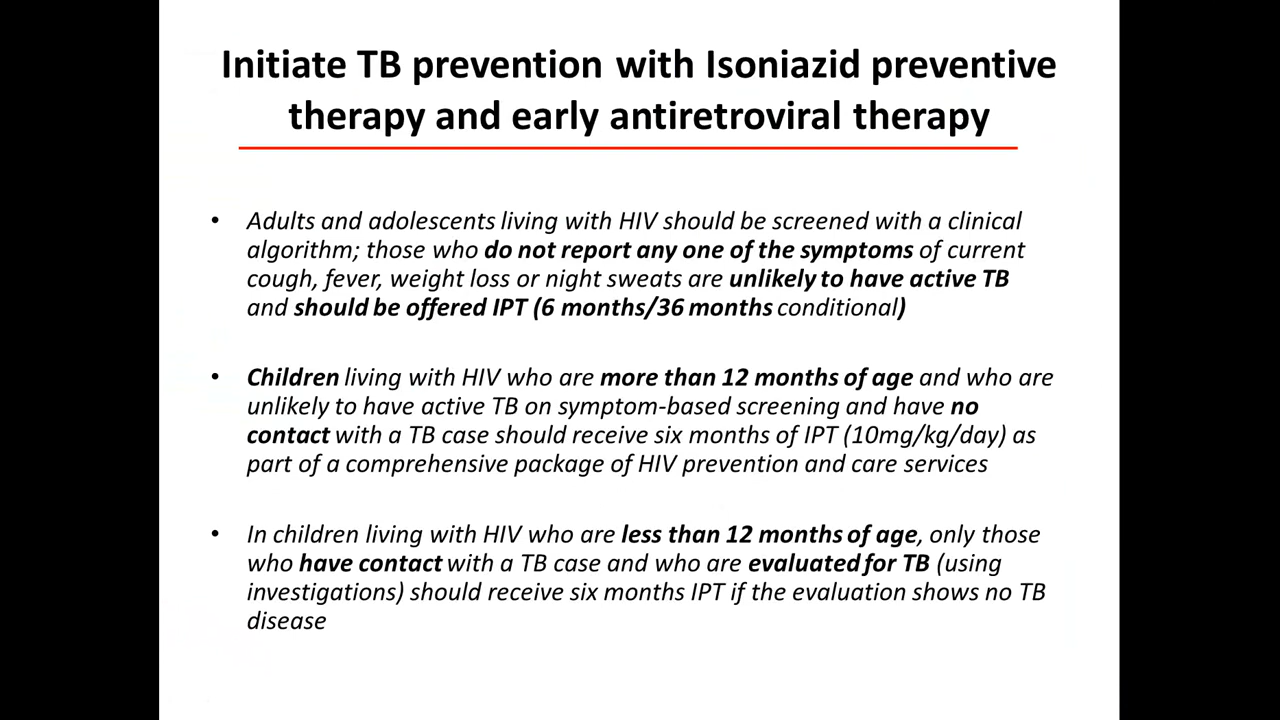 Initiate TB prevention with Isoniazid preventive
therapy and early antiretroviral therapy
• Adults and adolescents living with HIV should be screened with a clinical
algorithm; those who do not report any one of the symptoms of current
cough, fever, weight loss or night sweats are unlikely to have active TB
and should be offered IPT (6 months/36 months conditional)
• Children living with HIV who are more than 12 months of age and who are
unlikely to have active TB on symptom-based screening and have no
contact with a TB case should receive six months of IPT (10mg/kg/day) as
part of a comprehensive package of HIV prevention and care services
• In children living with HIV who are less than 12 months of age, only those
who have contact with a TB case and who are evaluated for TB (using
investigations) should receive six months IPT if the evaluation shows no TB
disease